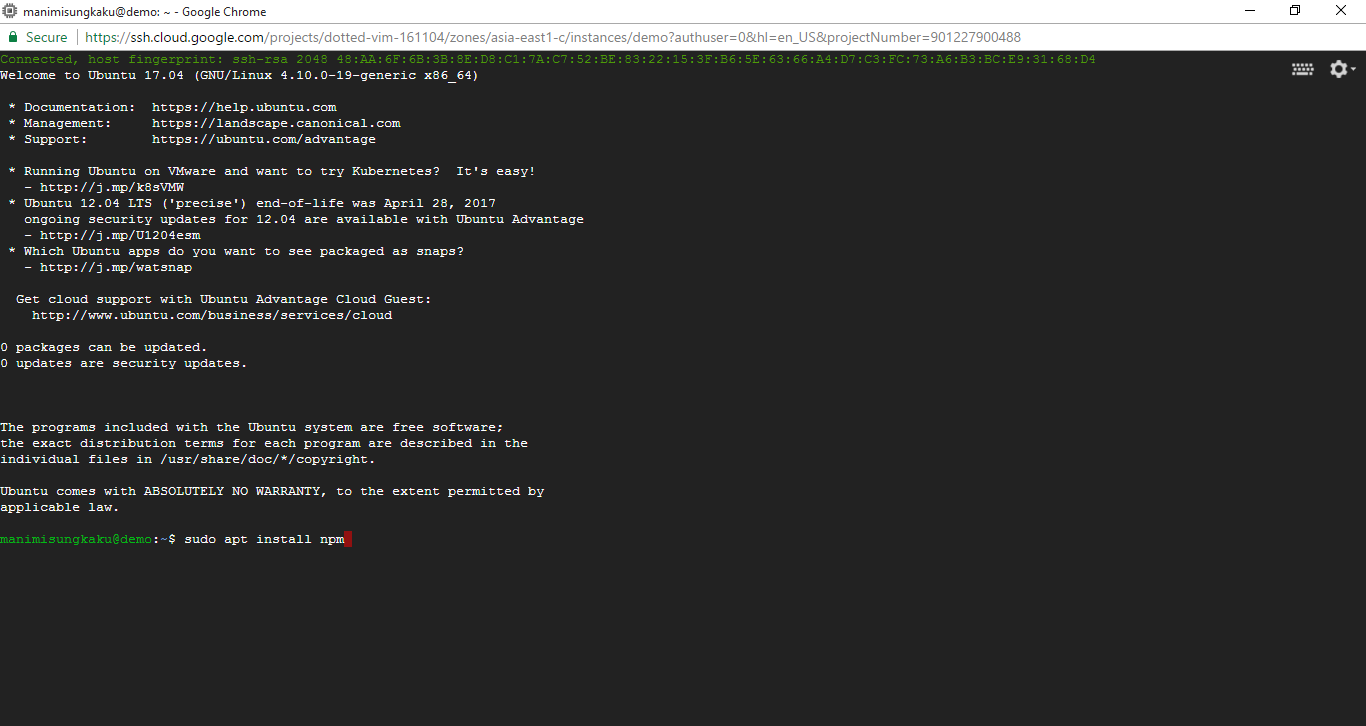 manimisungkaku@demo: ~ - Google Chrome
Secure https://ssh.cloud.google.com/projects/dotted-vim-161104/zones/asia-east1-c/instances/demo?authuser=0&hl=en_US&projectNumber=901227900488
Connected, host fingerprint: ssh-rsa 2048 48:AA:6F:6B:3B:8E:D8:C1:7A:C7:52:BE:83:22:15:3F:B6:5E:63:66:A4:D7:C3:FC:73:A6:B3:BC:E9:31:68:D4
Welcome to Ubuntu 17.04 (GNU/Linux 4.10.0-19-generic x86_64)
* Documentation:  https://help.ubuntu.com
* Management:     https://landscape.canonical.com
* Support:        https://ubuntu.com/advantage
* Running Ubuntu on VMware and want to try Kubernetes?  It's easy!
- http://j.mp/k8sVMW
* Ubuntu 12.04 LTS ('precise') end-of-life was April 28, 2017
ongoing security updates for 12.04 are available with Ubuntu Advantage
- http://j.mp/U1204esm
* Which Ubuntu apps do you want to see packaged as snaps?
- http://j.mp/watsnap
Get cloud support with Ubuntu Advantage Cloud Guest:
http://www.ubuntu.com/business/services/cloud
0 packages can be updated.
0 updates are security updates.
The programs included with the Ubuntu system are free software;
the exact distribution terms for each program are described in the
individual files in /usr/share/doc/*/copyright.
Ubuntu comes with ABSOLUTELY NO WARRANTY, to the extent permitted by
applicable law.
manimisungkaku@demo:~$ sudo apt install npm